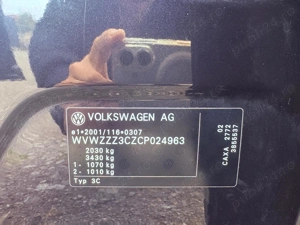 VOLKSWAGEN AG
e1*2001/116*0307
WVWZZZ3CZCP024963
2030 kg
3430 kg
1- 1070 kg
2- 1010 kg
Typ 3C
02
CAXA 2772
3855537